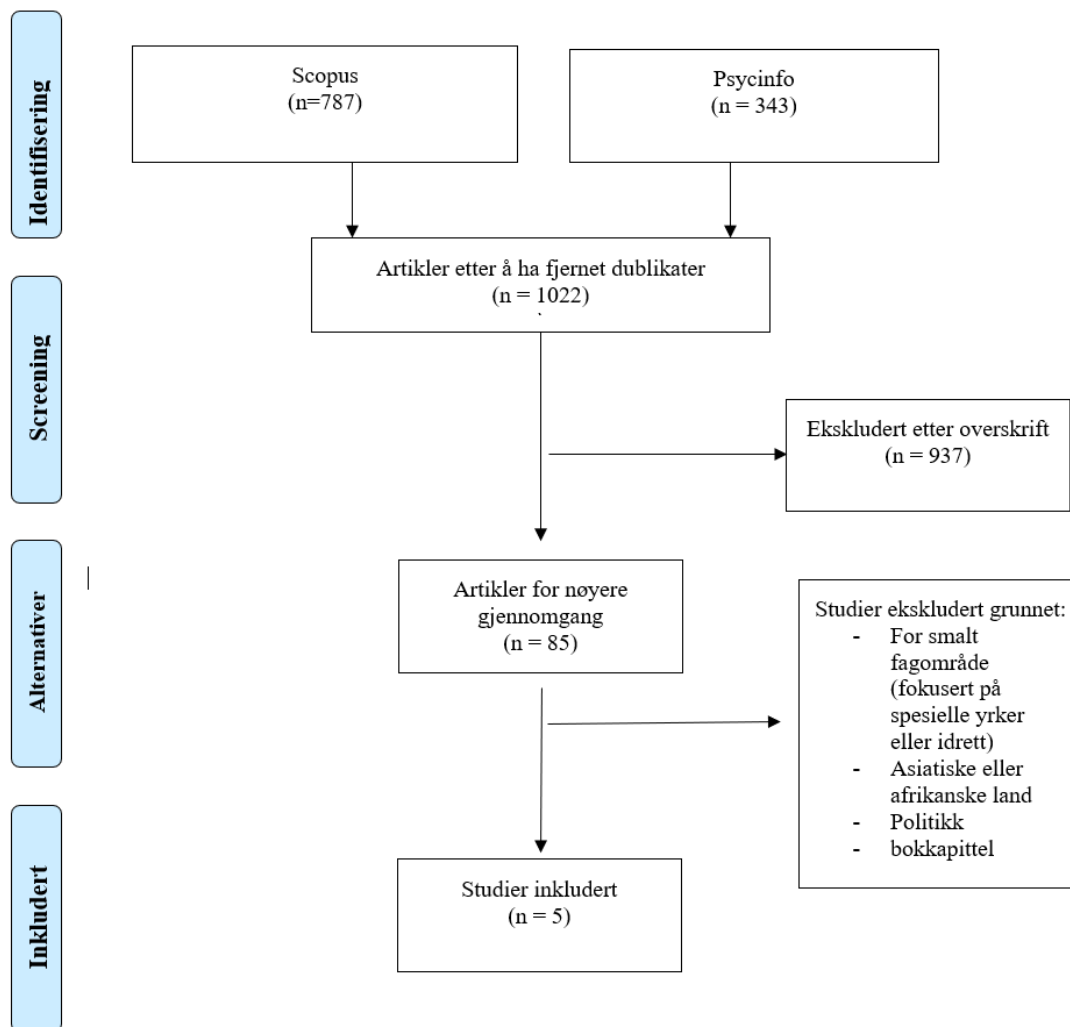 Identifisering
Scopus
(n=787)
Psycinfo
(n = 343)
Artikler etter å ha fjernet dublikater
(n = 1022)
Screening
Ekskludert etter overskrift
(n = 937)
Alternativer
Artikler for nøyere
gjennomgang
(n = 85)
Studier ekskludert grunnet:
- For smalt
fagområde
(fokusert på
spesielle yrker
eller idrett)
- Asiatiske eller
afrikanske land
- Politikk
- bokkapittel
Inkludert
Studier inkludert
(n = 5)